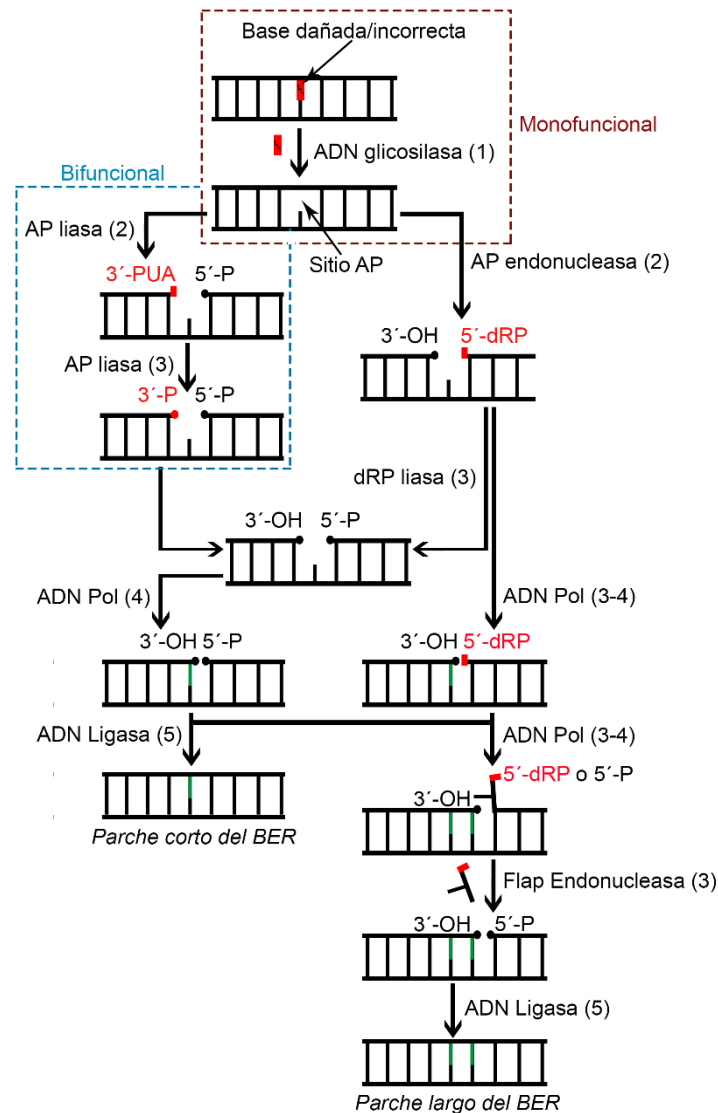 Base dañada/incorrecta
Monofuncional
ADN glicosilasa (1)
Bifuncional
AP liasa (2)
Sitio AP
AP endonucleasa (2)
3´-PUA 5´-P
3´-OH 5´-dRP
AP liasa (3)
3´-P 5´-P
dRP liasa (3)
3´-OH 5´-P
ADN Pol (4)
ADN Pol (3-4)
3´-OH 5´-P
3´-OH 5´-dRP
ADN Ligasa (5)
ADN Pol (3-4)
5´-dRP o 5´-P
3´-OH
Parche corto del BER
Flap Endonucleasa (3)
3´-OH 5´-P
ADN Ligasa (5)
Parche largo del BER